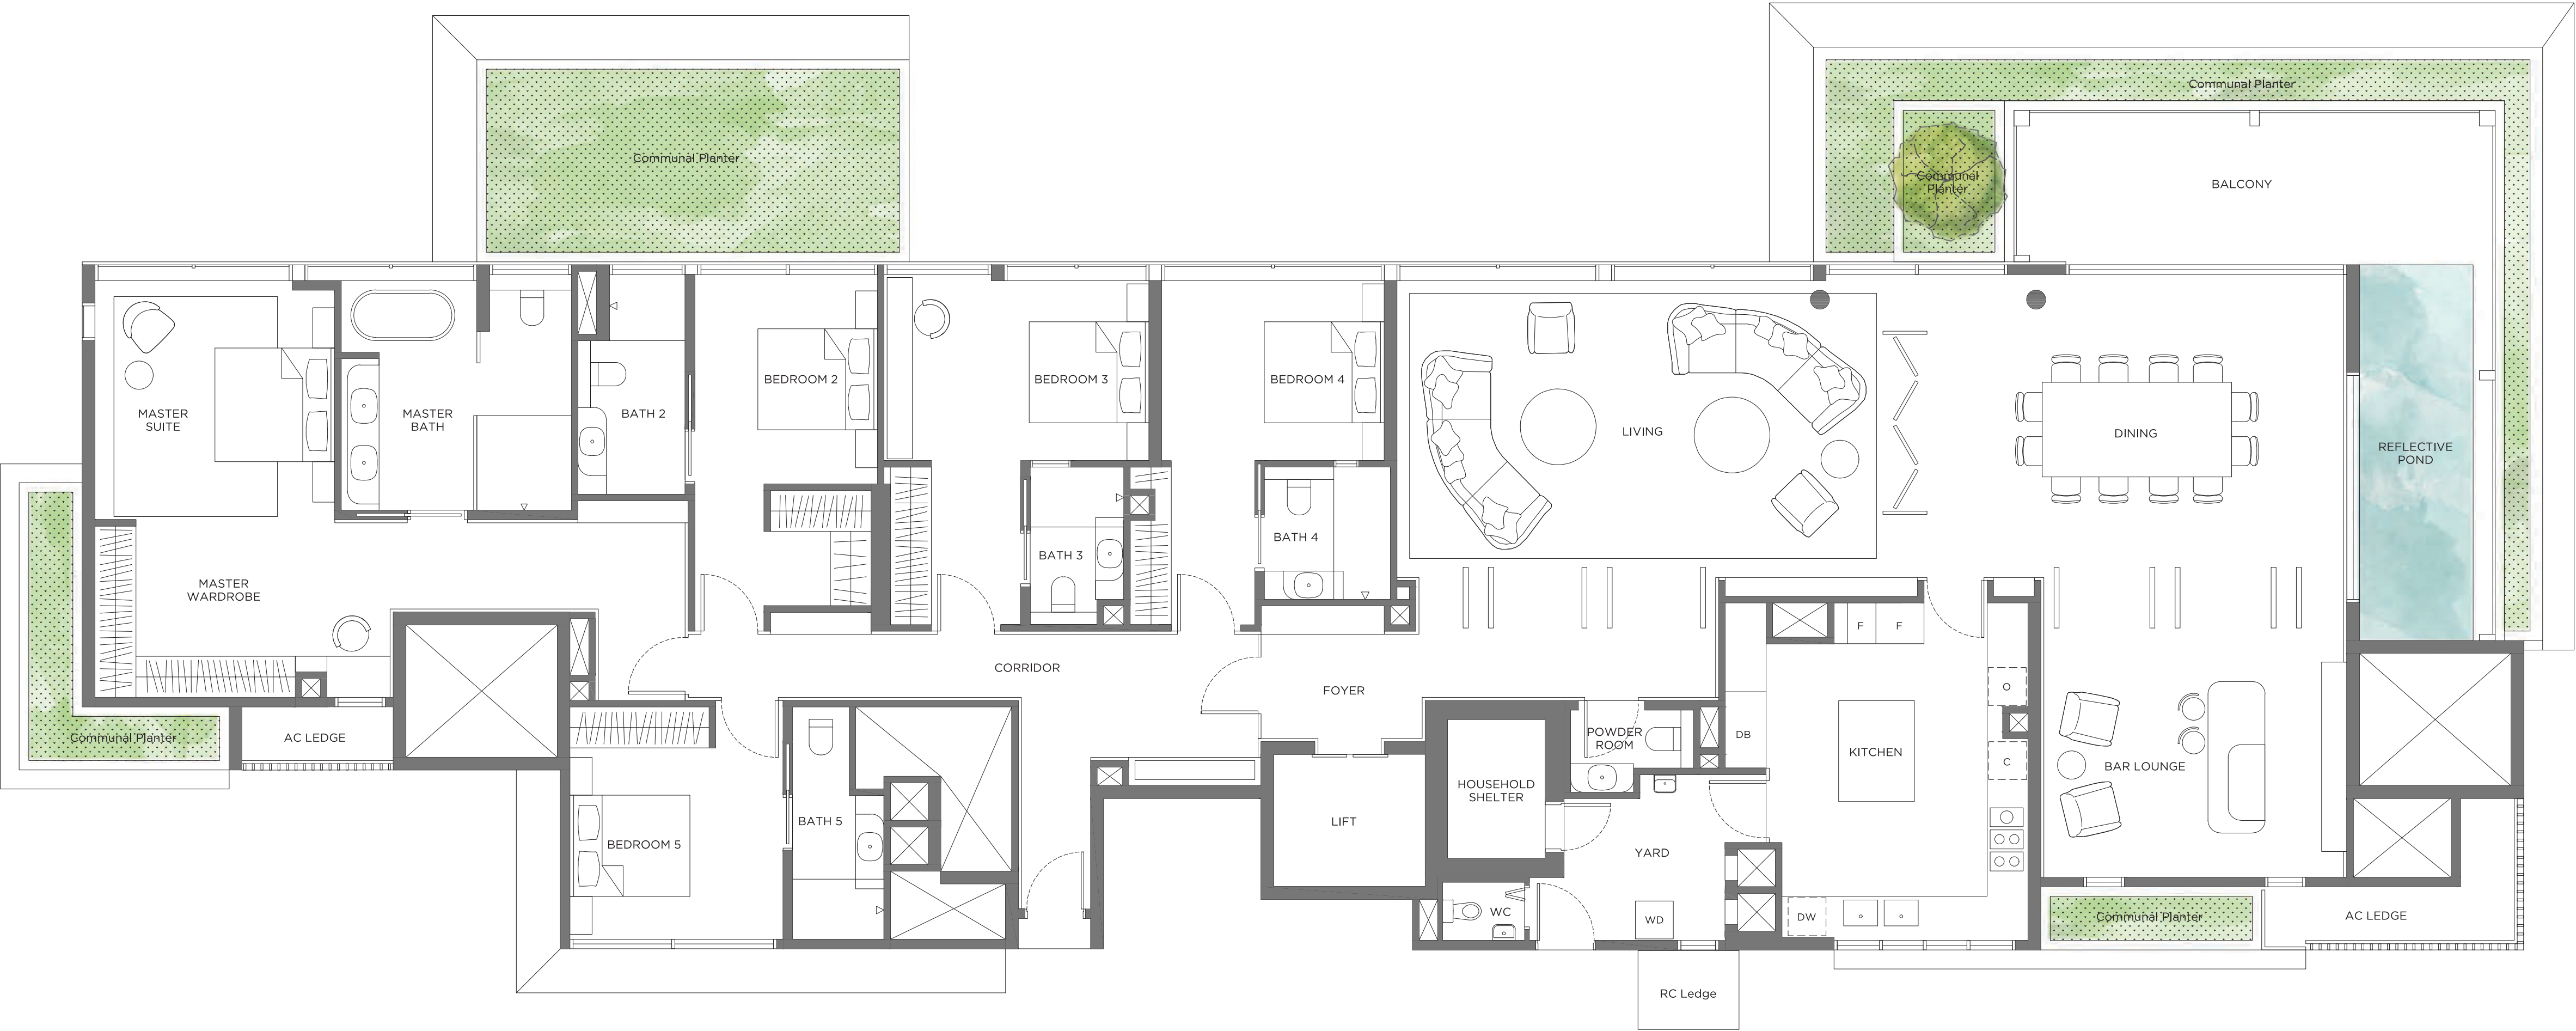 Communal Planter
Communal Planter
Communal
Planter
BALCONY
MASTER
SUITE
MASTER
BATH
BATH 2
BEDROOM 2
BEDROOM 3
BEDROOM 4
LIVING
DINING
REFLECTIVE
POND
MASTER
WARDROBE
BATH 3
BATH 4
CORRIDOR
FOYER
F
F
O
C
Communal Planter
AC LEDGE
POWDER
ROOM
DB
KITCHEN
BAR LOUNGE
HOUSEHOLD
SHELTER
BEDROOM 5
BATH 5
LIFT
YARD
WC
WD
DW
Communal Planter
AC LEDGE
RC Ledge